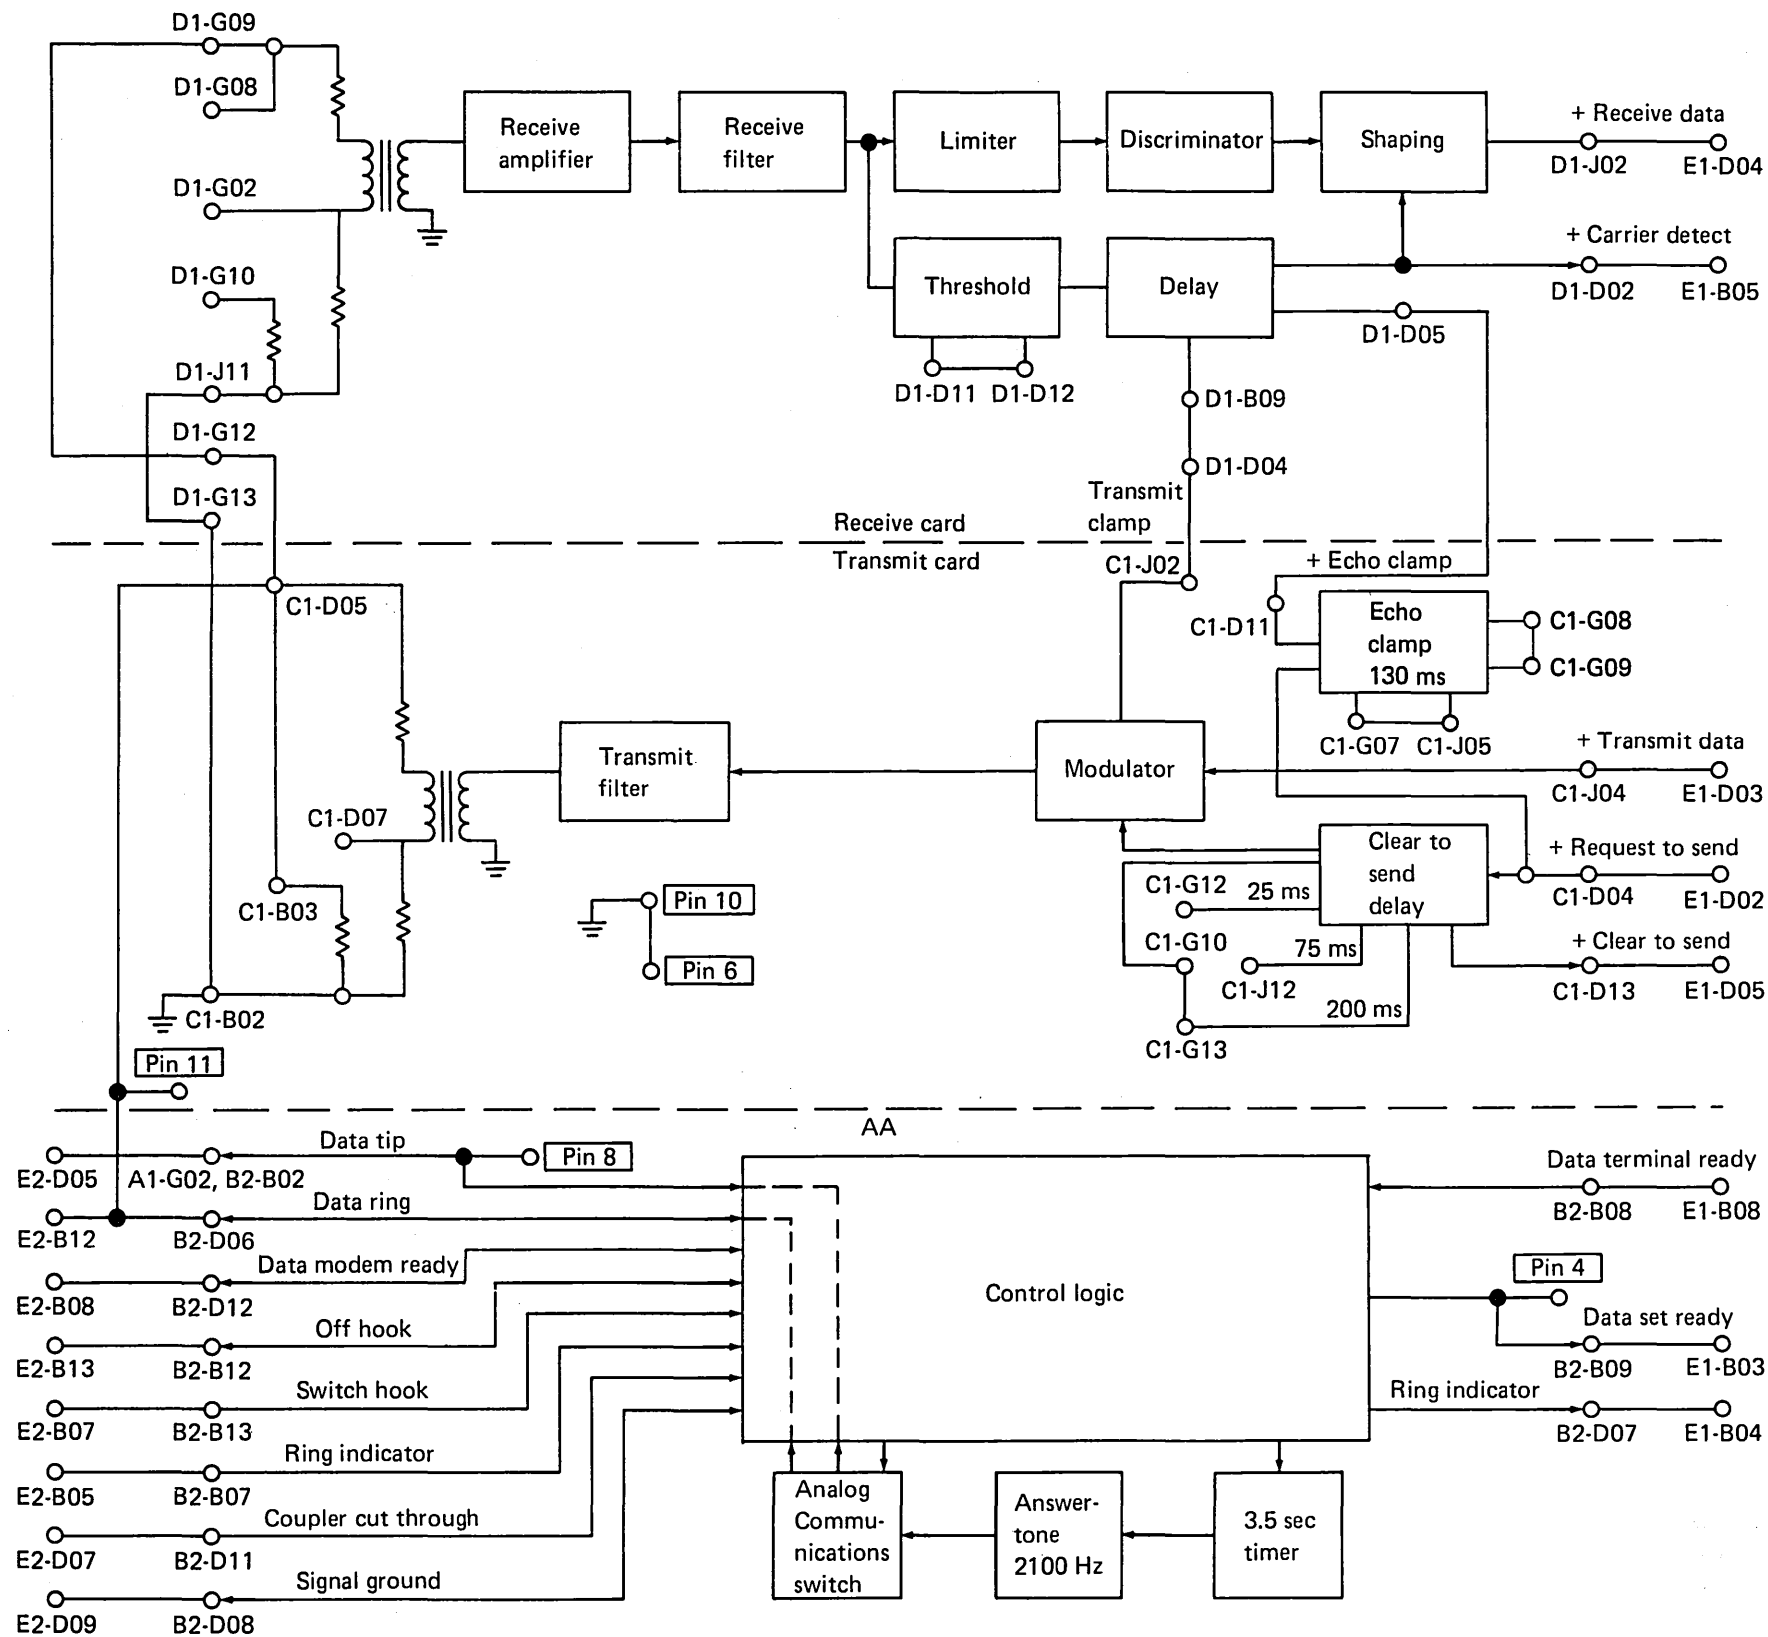 D1-G09
D1-G08
D1-G02
D1-G10
D1-J11
D1-G12
D1-G13
Receive
amplifier
Receive
filter
Limiter
Discriminator
Shaping
+ Receive data
D1-J02
E1-D04
Threshold
Delay
+ Carrier detect
D1-D02
E1-B05
D1-D05
D1-D11
D1-D12
D1-B09
D1-D04
Transmit
clamp
Receive card
Transmit card
C1-J02
+ Echo clamp
C1-D05
C1-D11
Echo
clamp
130 ms
C1-G08
C1-G09
C1-G07
C1-J05
Transmit
filter
Modulator
+ Transmit data
C1-J04
E1-D03
C1-D07
C1-B03
C1-B02
Pin 10
Pin 6
Clear to
send
delay
+ Request to send
C1-D04
E1-D02
C1-G12
25 ms
C1-G10
75 ms
C1-J12
200 ms
C1-G13
+ Clear to send
C1-D13
E1-D05
Pin 11
AA
Data tip
Pin 8
E2-D05
A1-G02, B2-B02
Data ring
E2-B12
B2-D06
Data modem ready
E2-B08
B2-D12
Off hook
E2-B13
B2-B12
Switch hook
E2-B07
B2-B13
Ring indicator
E2-B05
B2-B07
Coupler cut through
E2-D07
B2-D11
Signal ground
E2-D09
B2-D08
Control logic
Data terminal ready
B2-B08
E1-B08
Pin 4
Data set ready
B2-B09
E1-B03
Ring indicator
B2-D07
E1-B04
Analog
Commu-
nications
switch
Answer-
tone
2100 Hz
3.5 sec
timer